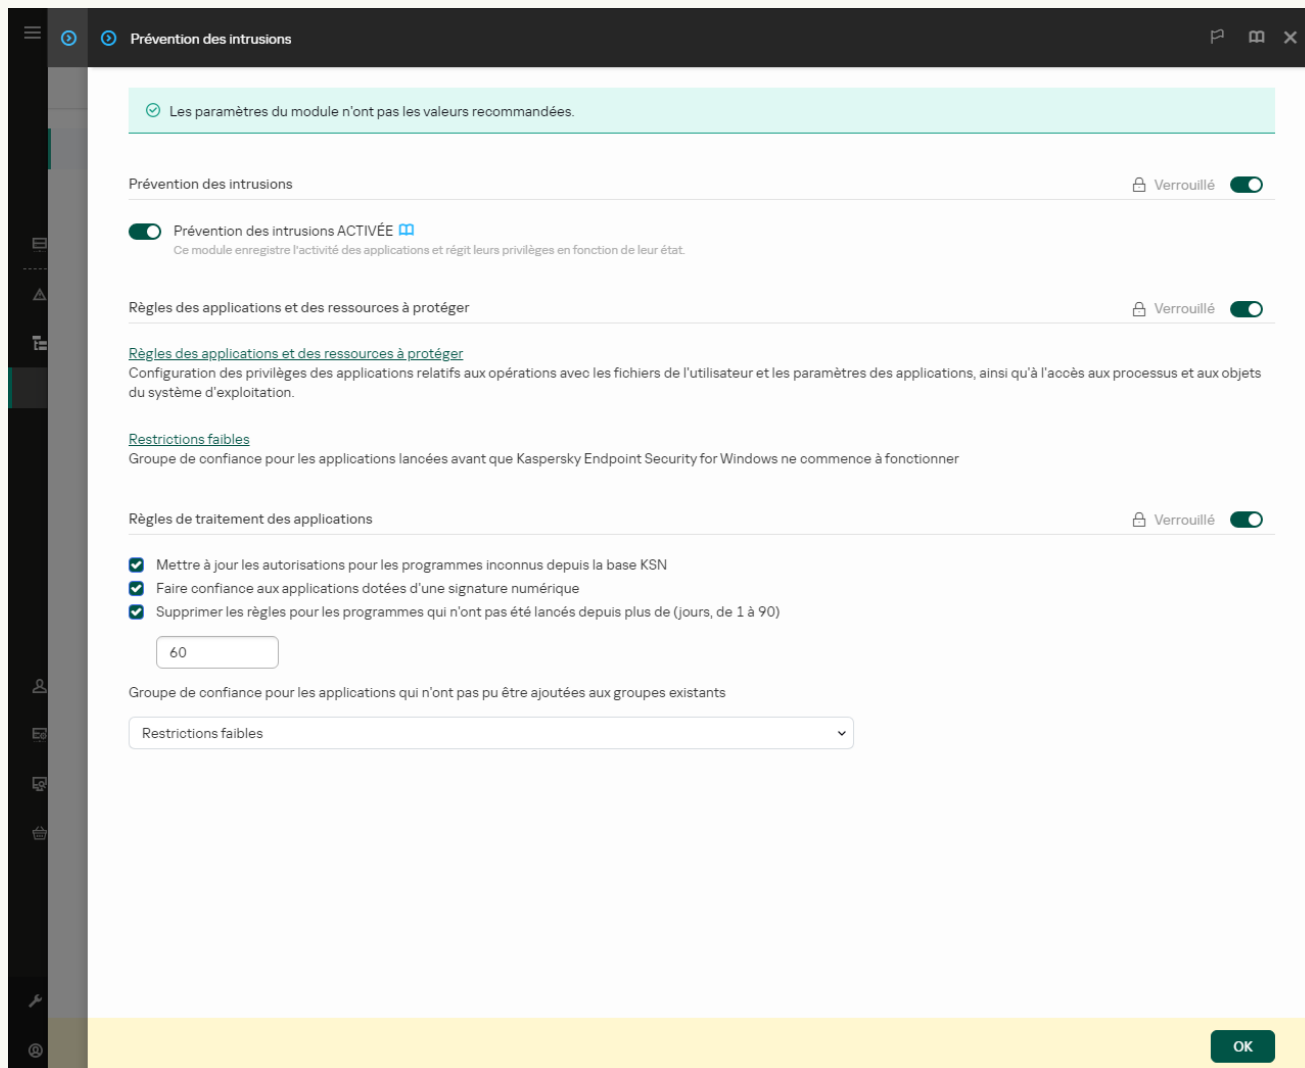 Prévention des intrusions
Les paramètres du module n'ont pas les valeurs recommandées.
Prévention des intrusions
Verrouillé
Prévention des intrusions ACTIVÉE
Ce module enregistre l'activité des applications et régit leurs privilèges en fonction de leur état.
Règles des applications et des ressources à protéger
Verrouillé
Règles des applications et des ressources à protéger
Configuration des privilèges des applications relatifs aux opérations avec les fichiers de l'utilisateur et les paramètres des applications, ainsi qu'à l'accès aux processus et aux objets
du système d'exploitation.
Restrictions faibles
Groupe de confiance pour les applications lancées avant que Kaspersky Endpoint Security for Windows ne commence à fonctionner
Règles de traitement des applications
Verrouillé
Mettre à jour les autorisations pour les programmes inconnus depuis la base KSN
Faire confiance aux applications dotées d'une signature numérique
Supprimer les règles pour les programmes qui n'ont pas été lancés depuis plus de (jours, de 1 à 90)
60
Groupe de confiance pour les applications qui n'ont pas pu être ajoutées aux groupes existants
Restrictions faibles
OK